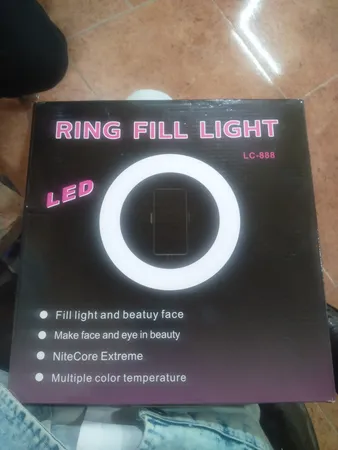 RING FILL LIGHT
LC-888
LED
Fill light and beatuy face
Make face and eye in beauty
NiteCore Extreme
Multiple color temperature